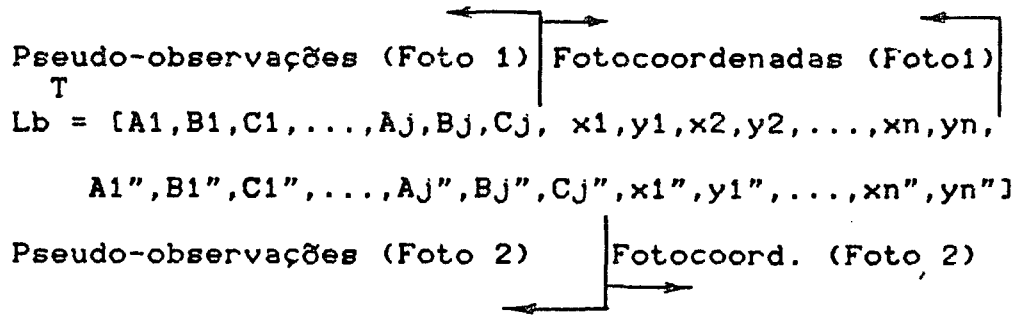 Pseudo-observações (Foto 1) Fotocoordenadas (Foto1)
T
Lb = [A1,B1,C1,...,Aj,Bj,Cj, x1,y1,x2,y2,...,xn,yn,
A1",B1",C1",...,Aj",Bj",Cj",x1",y1",...,xn",yn"]
Pseudo-observações (Foto 2) Fotocoord. (Foto 2)